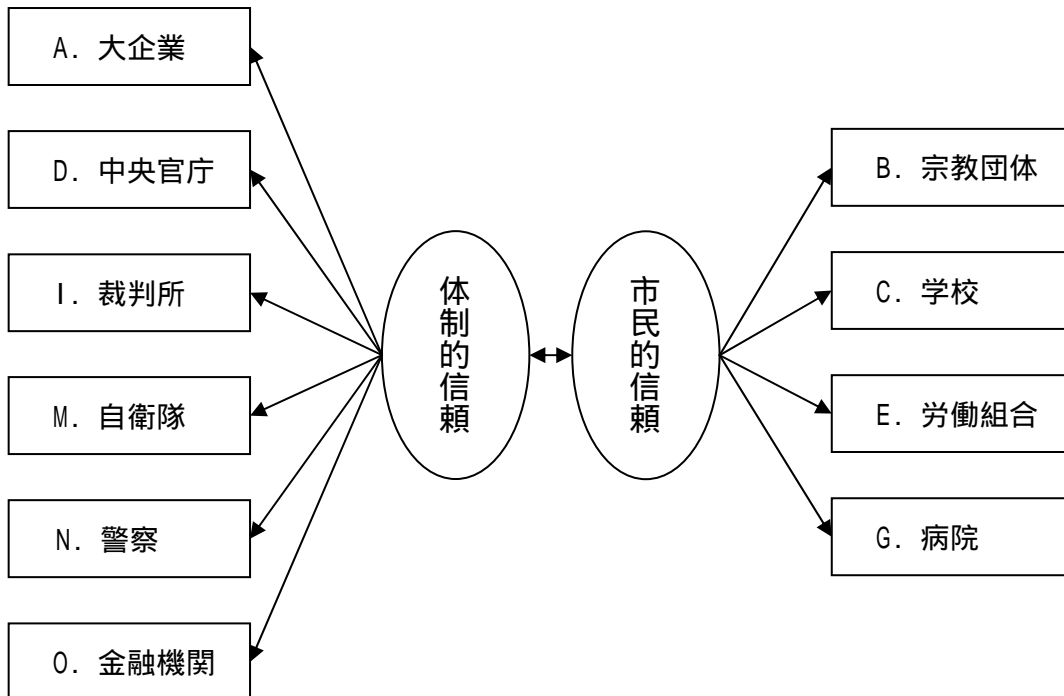 A. 大企業
D. 中央官庁
I. 裁判所
M. 自衛隊
N. 警察
O. 金融機関
体制的信頼
市民的信頼
B. 宗教団体
C. 学校
E. 労働組合
G. 病院